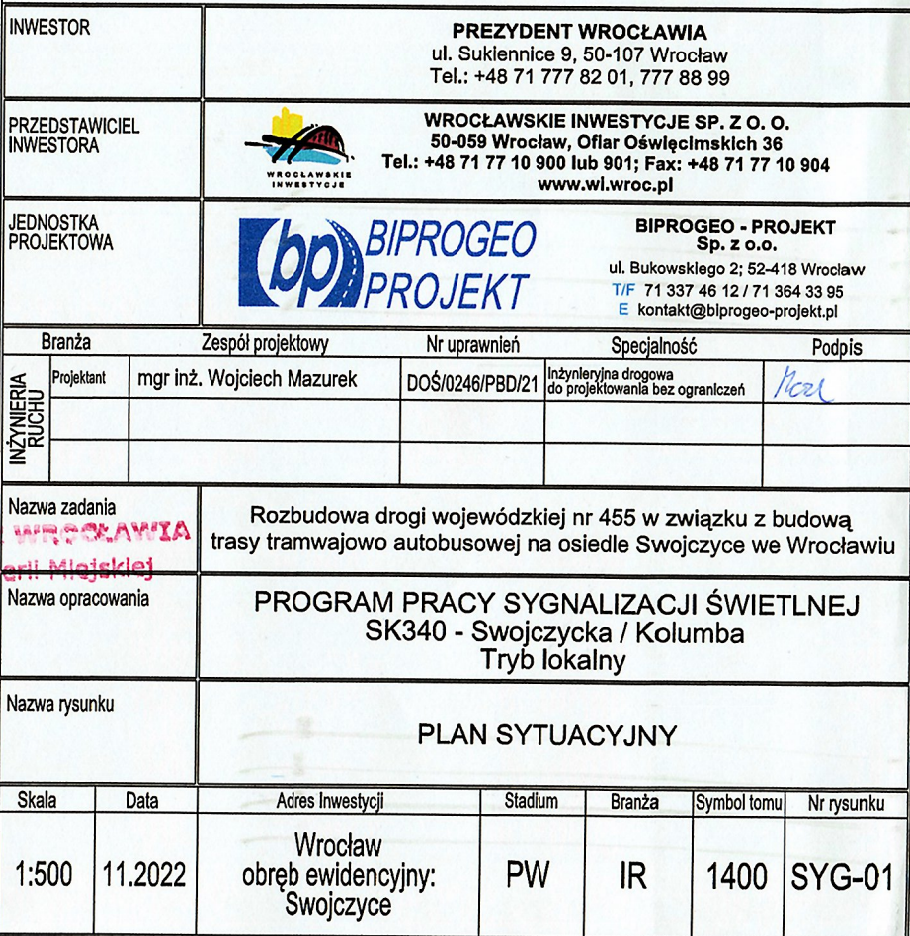 INWESTOR
PREZYDENT WROCŁAWIA
ul. Sukiennice 9, 50-107 Wrocław
Tel.: +48 71 777 82 01, 777 88 99
PRZEDSTAWICIEL
INWESTORA
WROCŁAWSKIE
INWESTYCJE
WROCŁAWSKIE INWESTYCJE SP. Z O. O.
50-059 Wrocław, Ofiar Oświęcimskich 36
Tel.: +48 71 77 10 900 lub 901; Fax: +48 71 77 10 904
www.wi.wroc.pl
JEDNOSTKA
PROJEKTOWA
bp BIPROGEO
PROJEKT
BIPROGEO - PROJEKT
Sp. z o.o.
ul. Bukowskiego 2; 52-418 Wrocław
T/F 71 337 46 12 / 71 364 33 95
E kontakt@biprogeo-projekt.pl
Branża Zespół projektowy Nr uprawnień Specjalność Podpis
INŻYNIERIA
RUCHU
Projektant mgr inż. Wojciech Mazurek DOŚ/0246/PBD/21 Inżynieryjna drogowa
do projektowania bez ograniczeń
Nazwa zadania
WROCŁAWIA
erii Miejskiej
Rozbudowa drogi wojewódzkiej nr 455 w związku z budową
trasy tramwajowo autobusowej na osiedle Swojczyce we Wrocławiu
Nazwa opracowania
PROGRAM PRACY SYGNALIZACJI ŚWIETLNEJ
SK340 - Swojczycka / Kolumba
Tryb lokalny
Nazwa rysunku
PLAN SYTUACYJNY
Skala Data Adres Inwestycji Stadium Branża Symbol tomu Nr rysunku
1:500 11.2022 Wrocław
obręb ewidencyjny:
Swojczyce
PW IR 1400 SYG-01